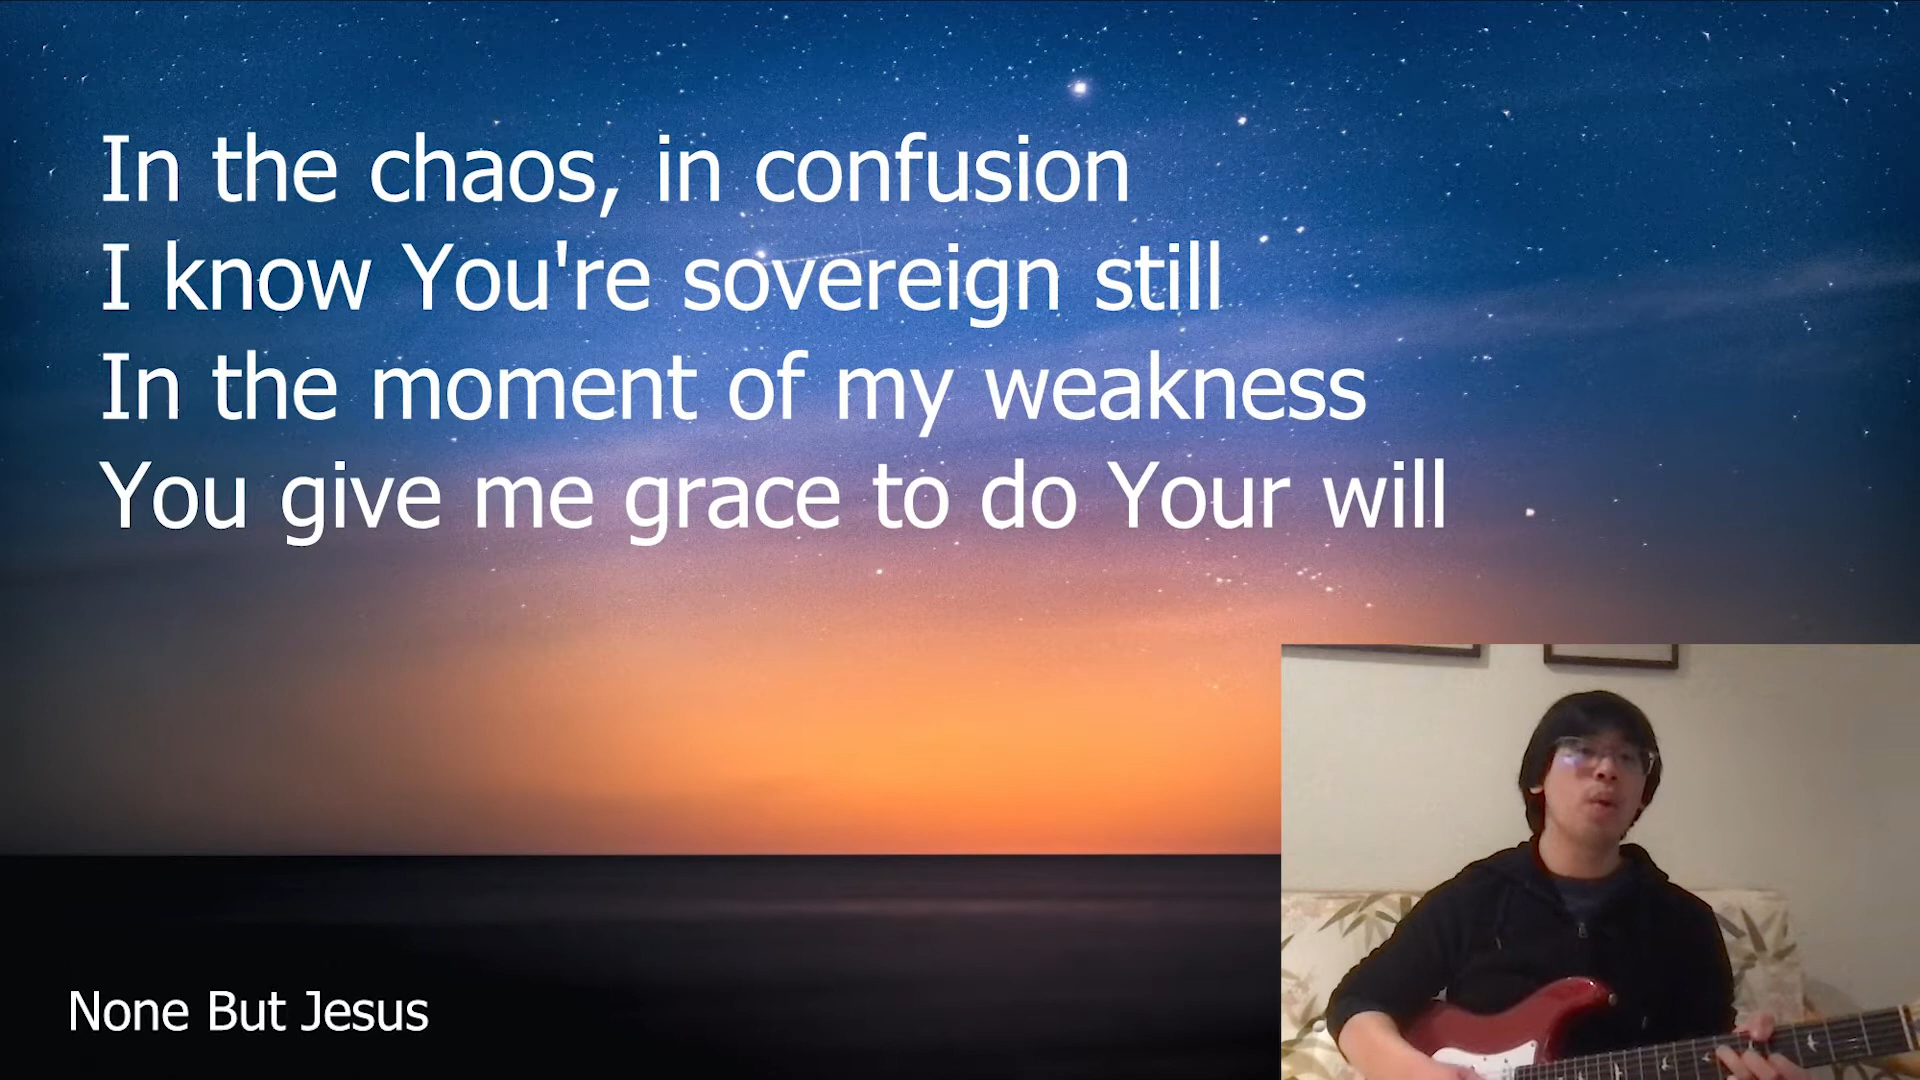 In the chaos, in confusion
I know You're sovereign still
In the moment of my weakness
You give me grace to do Your will
None But Jesus